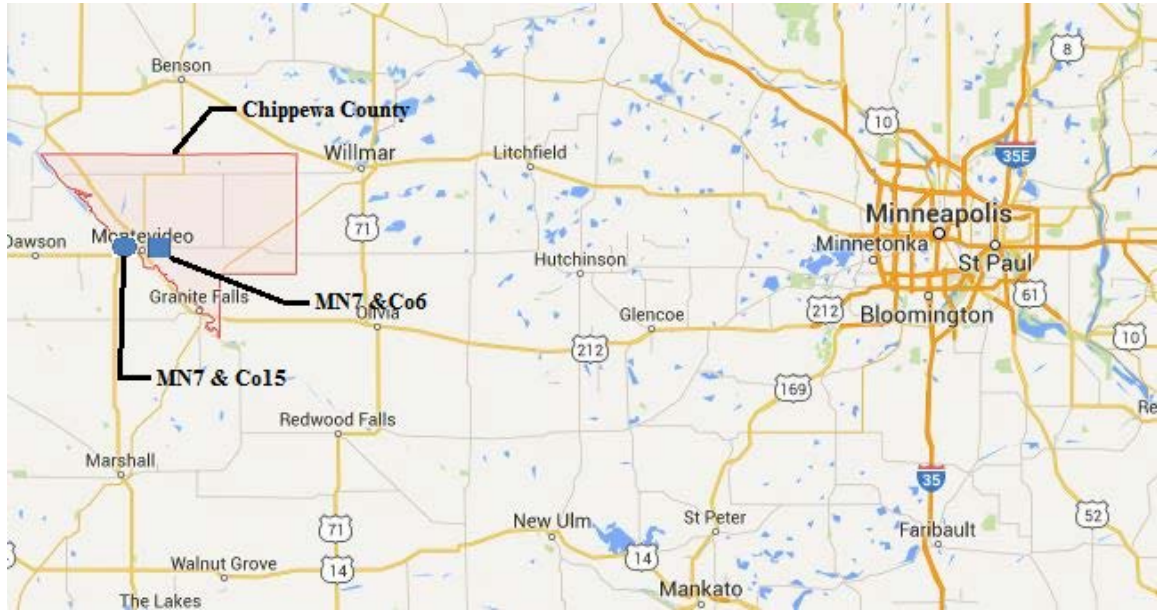 8
Benson
Chippewa County
10
35E
Willmar
Litchfield
71
Minneapolis
Dawson
Montevideo
Minnetonka
St Paul
Hutchinson
MN7 & Co6
Granite Falls
61
212
Glencoe
Bloomington
Olivia
10
212
MN7 & Co15
169
Redwood Falls
Marshall
35
New Ulm
St Peter
52
71
Faribault
14
Walnut Grove
14
Mankato
The Lakes